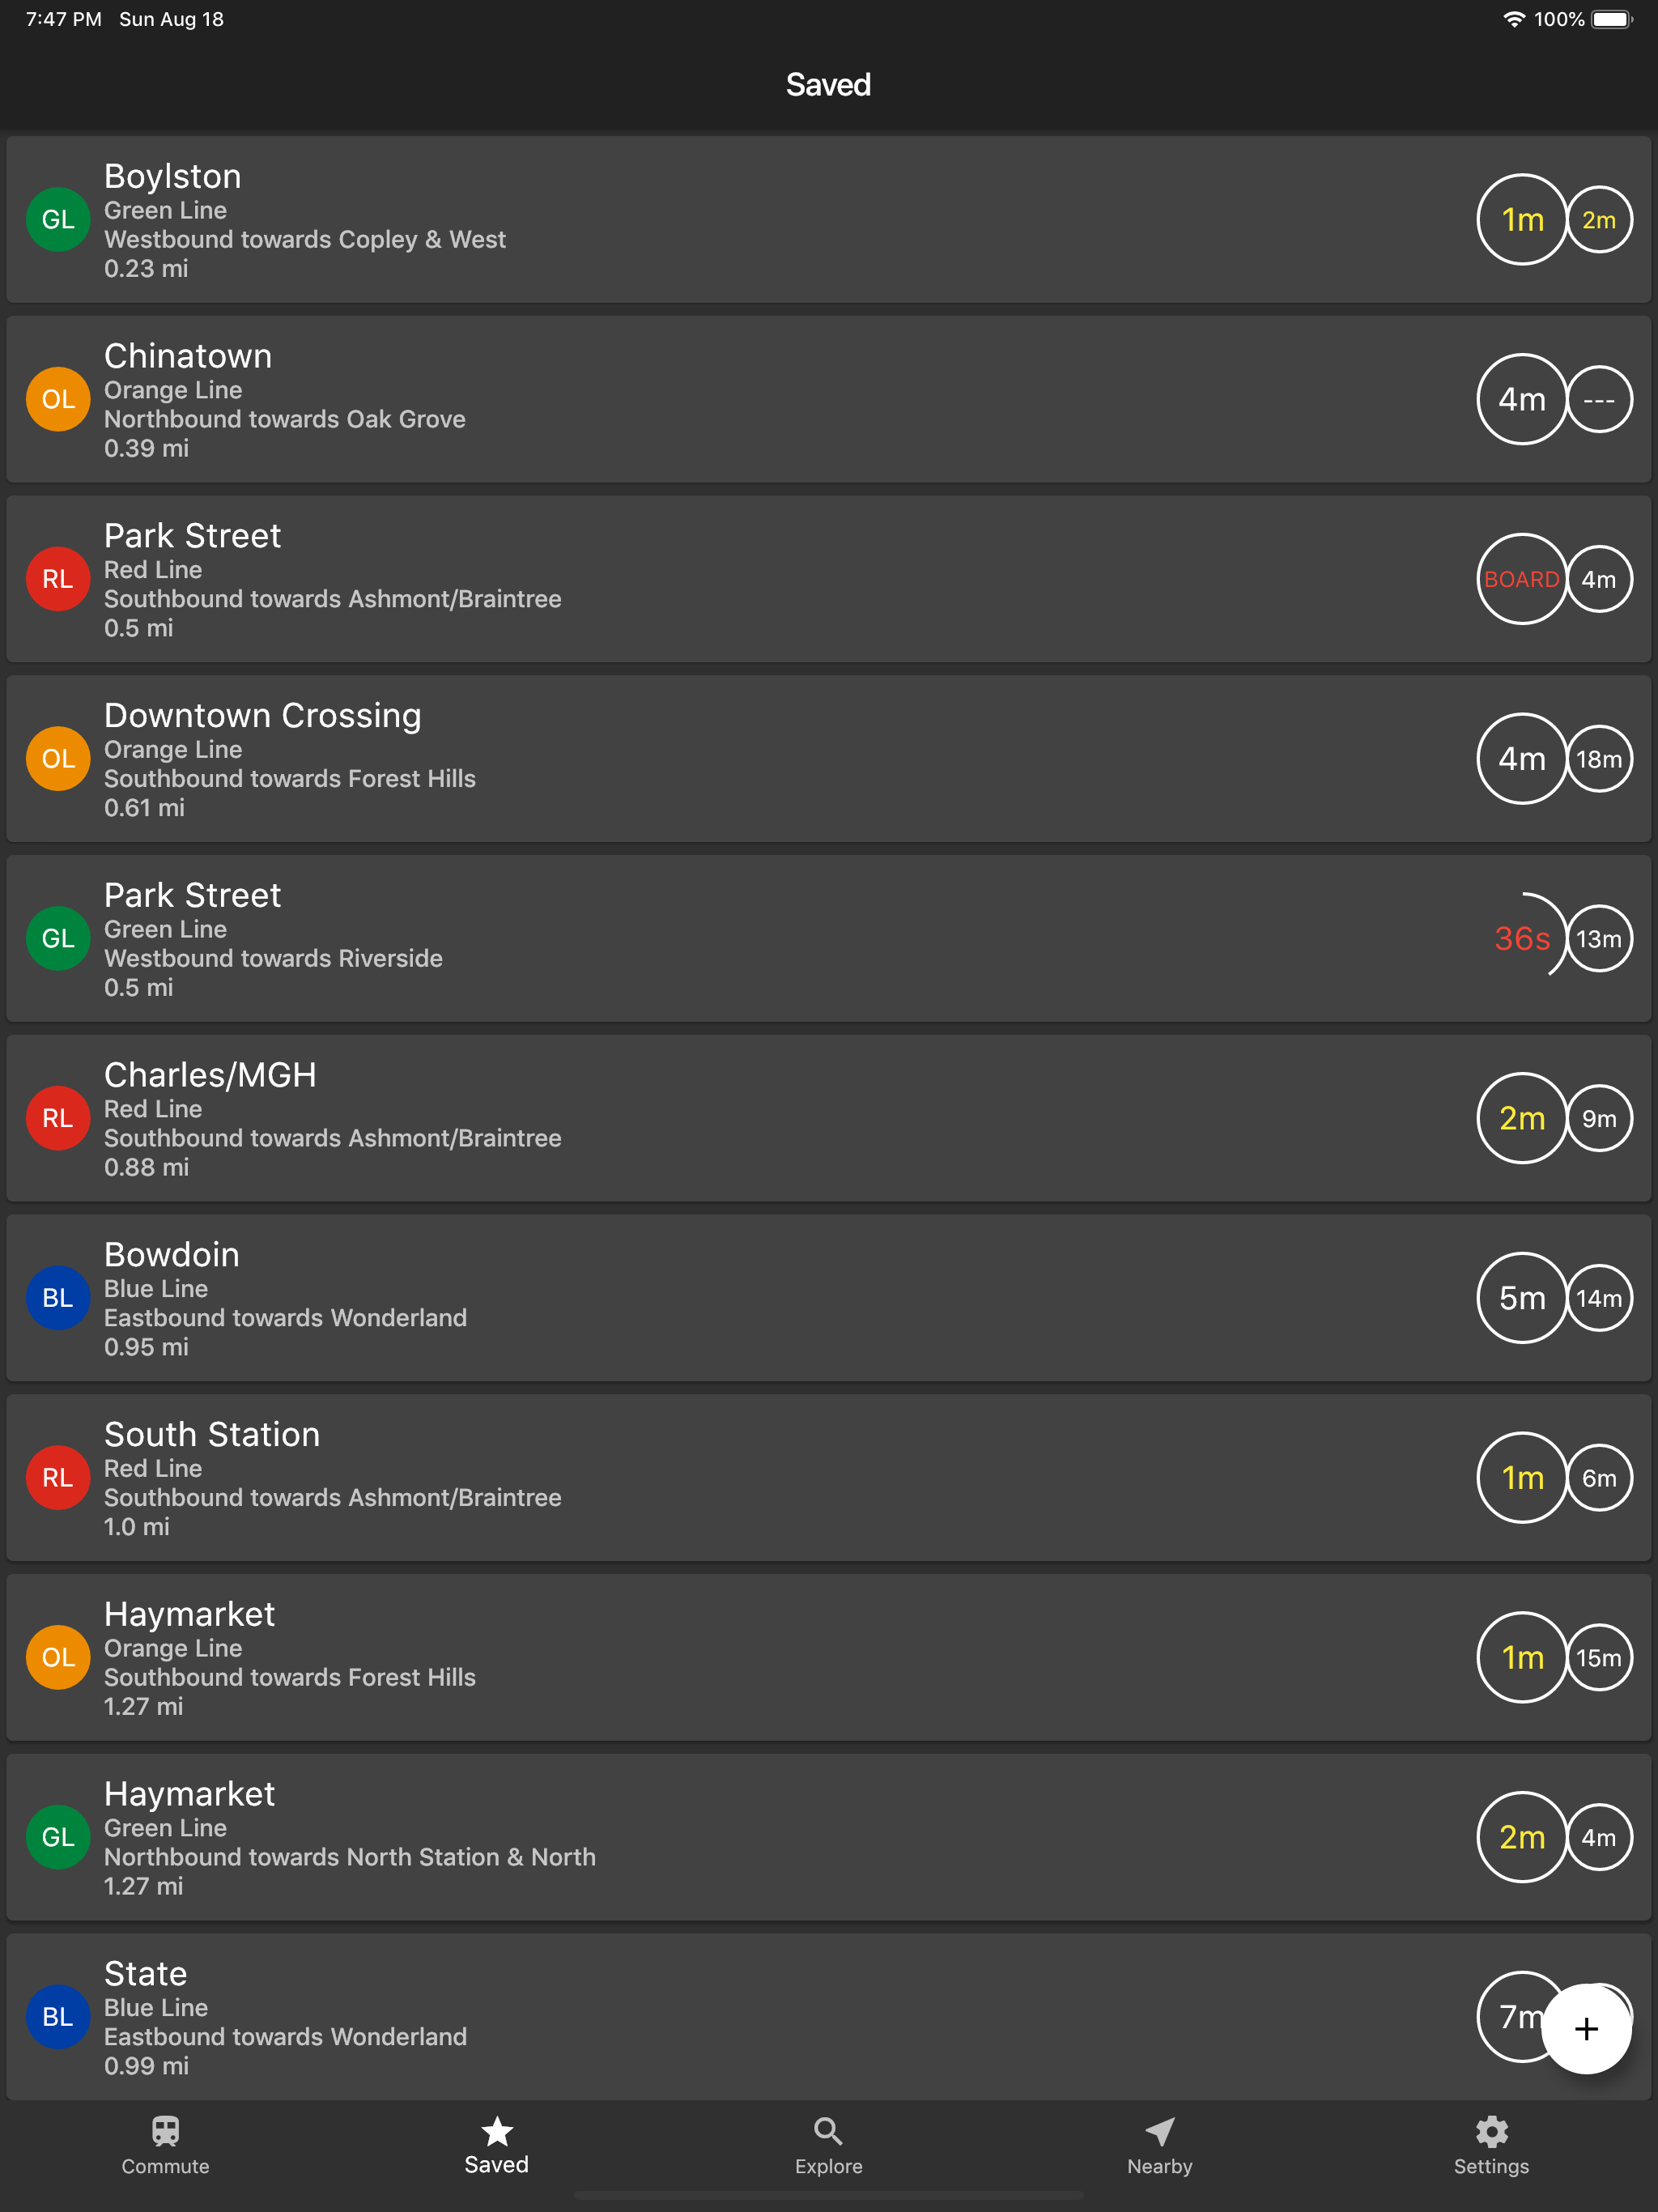 7:47 PM Sun Aug 18 100%
Saved
Boylston
GL
Green Line
Westbound towards Copley & West
0.23 mi
1m 2m
Chinatown
OL
Orange Line
Northbound towards Oak Grove
0.39 mi
4m ---
Park Street
RL
Red Line
Southbound towards Ashmont/Braintree
0.5 mi
BOARD 4m
Downtown Crossing
OL
Orange Line
Southbound towards Forest Hills
0.61 mi
4m 18m
Park Street
GL
Green Line
Westbound towards Riverside
0.5 mi
36s 13m
Charles/MGH
RL
Red Line
Southbound towards Ashmont/Braintree
0.88 mi
2m 9m
Bowdoin
BL
Blue Line
Eastbound towards Wonderland
0.95 mi
5m 14m
South Station
RL
Red Line
Southbound towards Ashmont/Braintree
1.0 mi
1m 6m
Haymarket
OL
Orange Line
Southbound towards Forest Hills
1.27 mi
1m 15m
Haymarket
GL
Green Line
Northbound towards North Station & North
1.27 mi
2m 4m
State
BL
Blue Line
Eastbound towards Wonderland
0.99 mi
7m +
Commute Saved Explore Nearby Settings